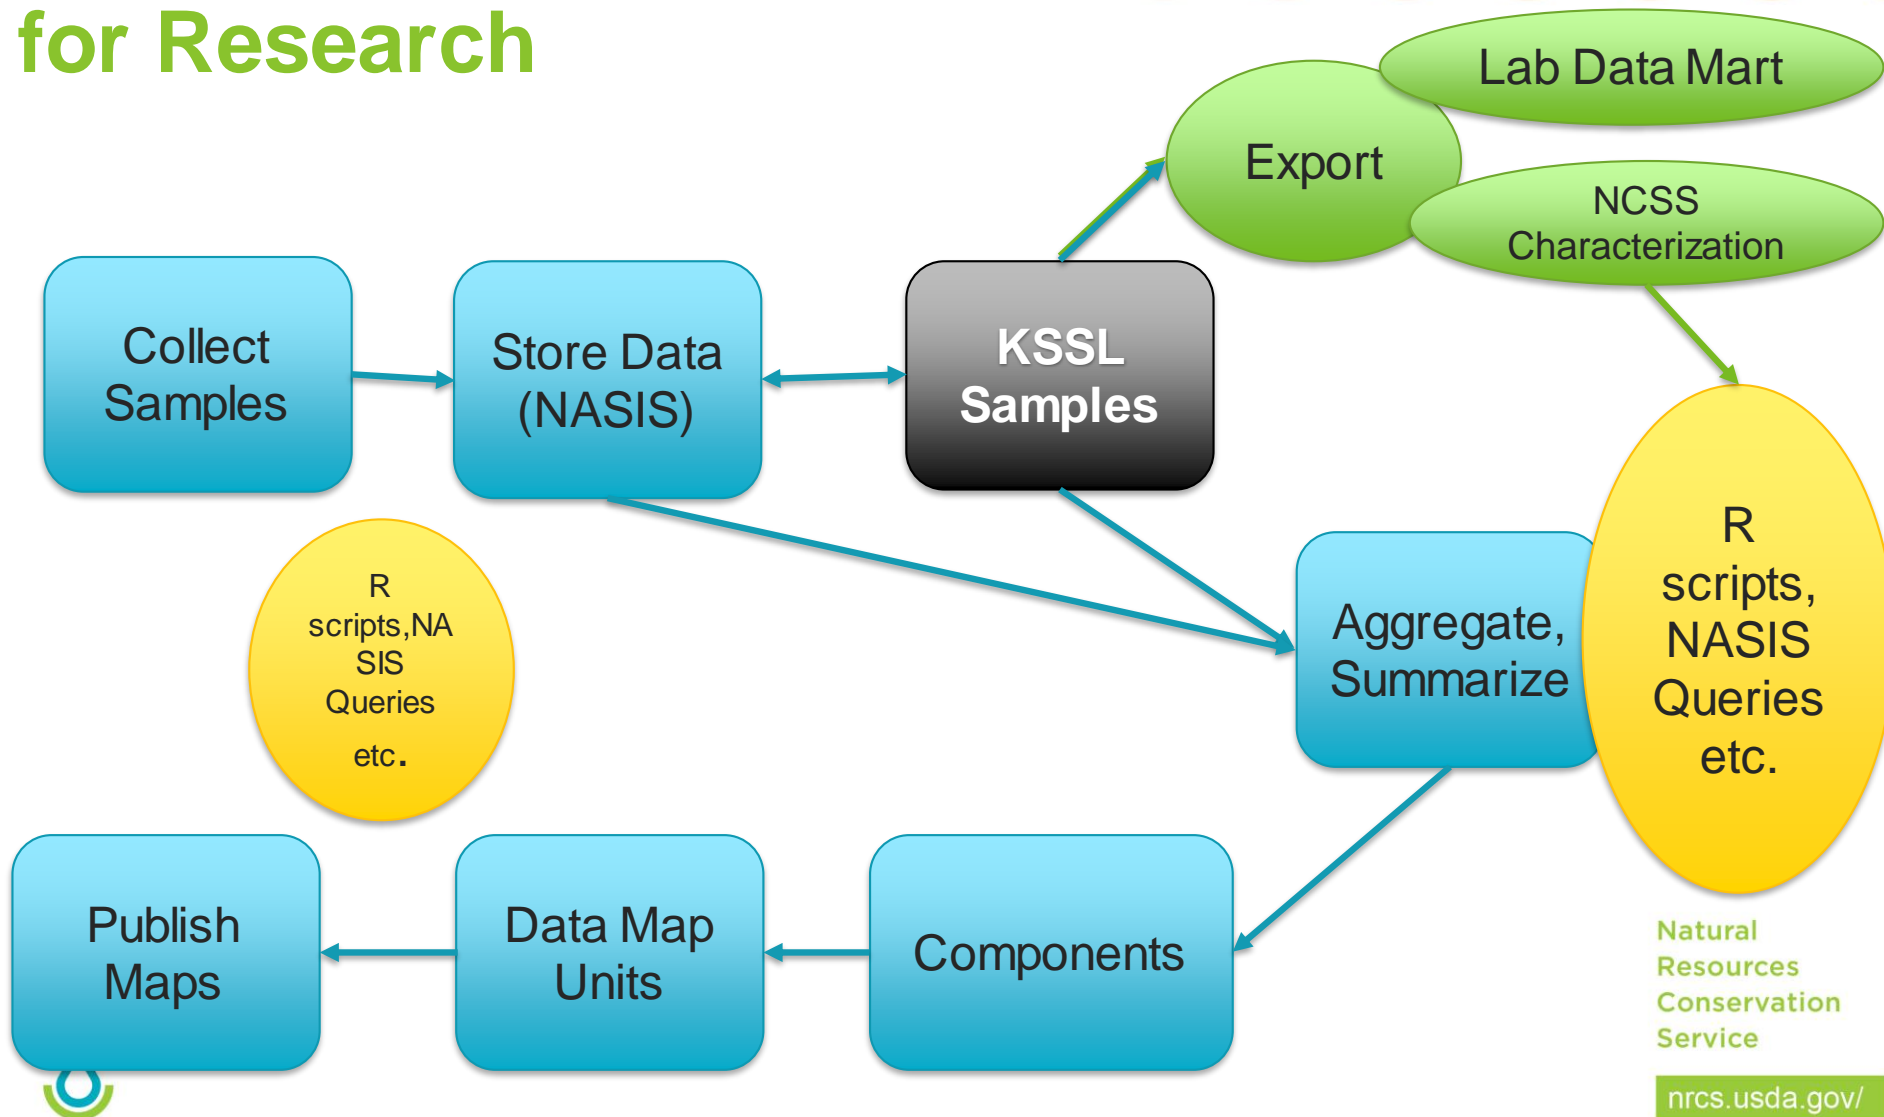 for Research
Lab Data Mart
Export
NCSS
Characterization
Collect
Samples
Store Data
(NASIS)
KSSL
Samples
R
scripts,NA
SIS
Queries
etc.
Aggregate,
Summarize
R
scripts,
NASIS
Queries
etc.
Publish
Maps
Data Map
Units
Components
Natural
Resources
Conservation
Service
nrcs.usda.gov/